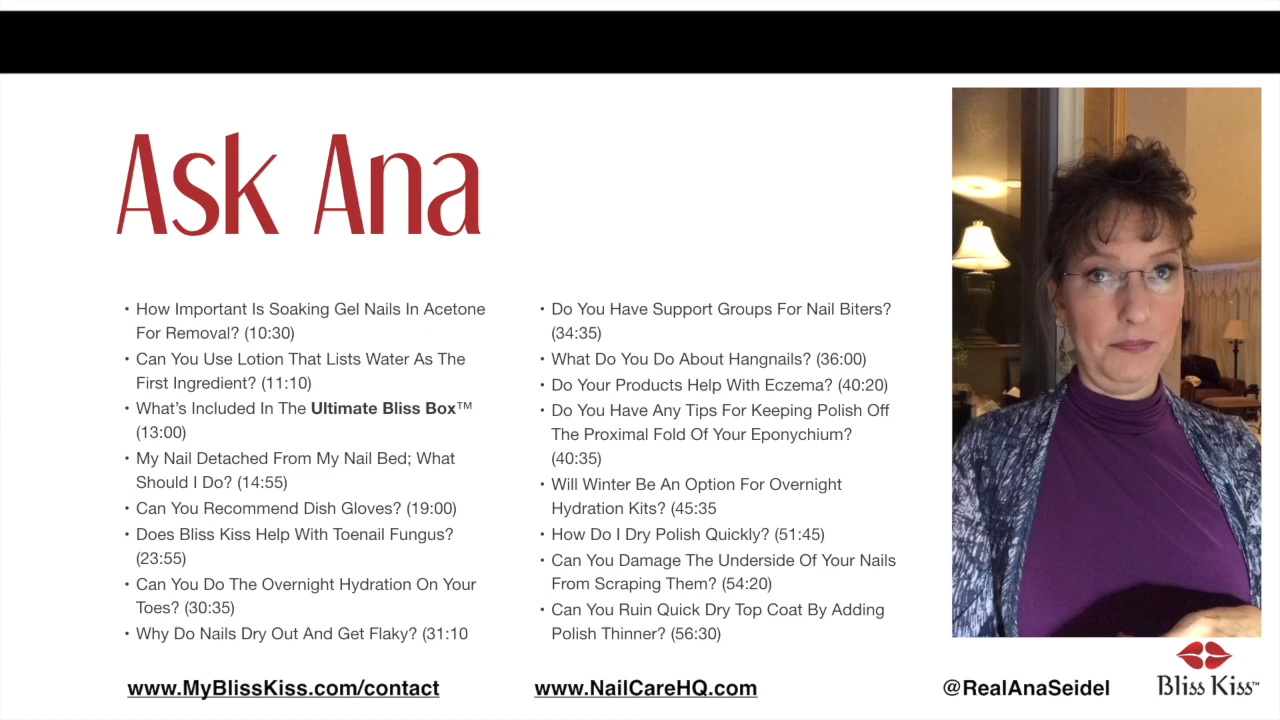 Ask Ana
• How Important Is Soaking Gel Nails In Acetone
For Removal? (10:30)
• Can You Use Lotion That Lists Water As The
First Ingredient? (11:10)
• What’s Included In The Ultimate Bliss Box™
(13:00)
• My Nail Detached From My Nail Bed; What
Should I Do? (14:55)
• Can You Recommend Dish Gloves? (19:00)
• Does Bliss Kiss Help With Toenail Fungus?
(23:55)
• Can You Do The Overnight Hydration On Your
Toes? (30:35)
• Why Do Nails Dry Out And Get Flaky? (31:10
• Do You Have Support Groups For Nail Biters?
(34:35)
• What Do You Do About Hangnails? (36:00)
• Do Your Products Help With Eczema? (40:20)
• Do You Have Any Tips For Keeping Polish Off
The Proximal Fold Of Your Eponychium?
(40:35)
• Will Winter Be An Option For Overnight
Hydration Kits? (45:35
• How Do I Dry Polish Quickly? (51:45)
• Can You Damage The Underside Of Your Nails
From Scraping Them? (54:20)
• Can You Ruin Quick Dry Top Coat By Adding
Polish Thinner? (56:30)
www.MyBlissKiss.com/contact
www.NailCareHQ.com
@RealAnaSeidel
Bliss Kiss™